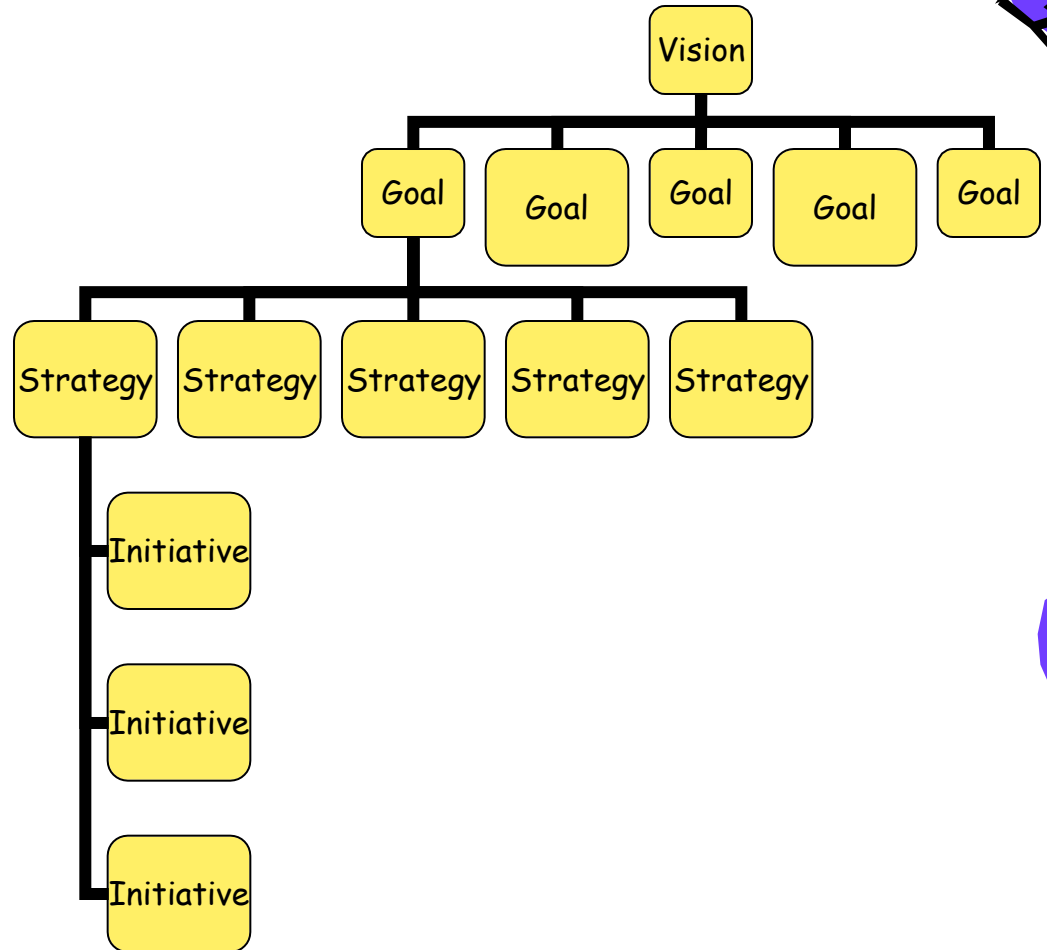 Vision
Goal
Goal
Goal
Goal
Goal
Strategy
Strategy
Strategy
Strategy
Strategy
Initiative
Initiative
Initiative